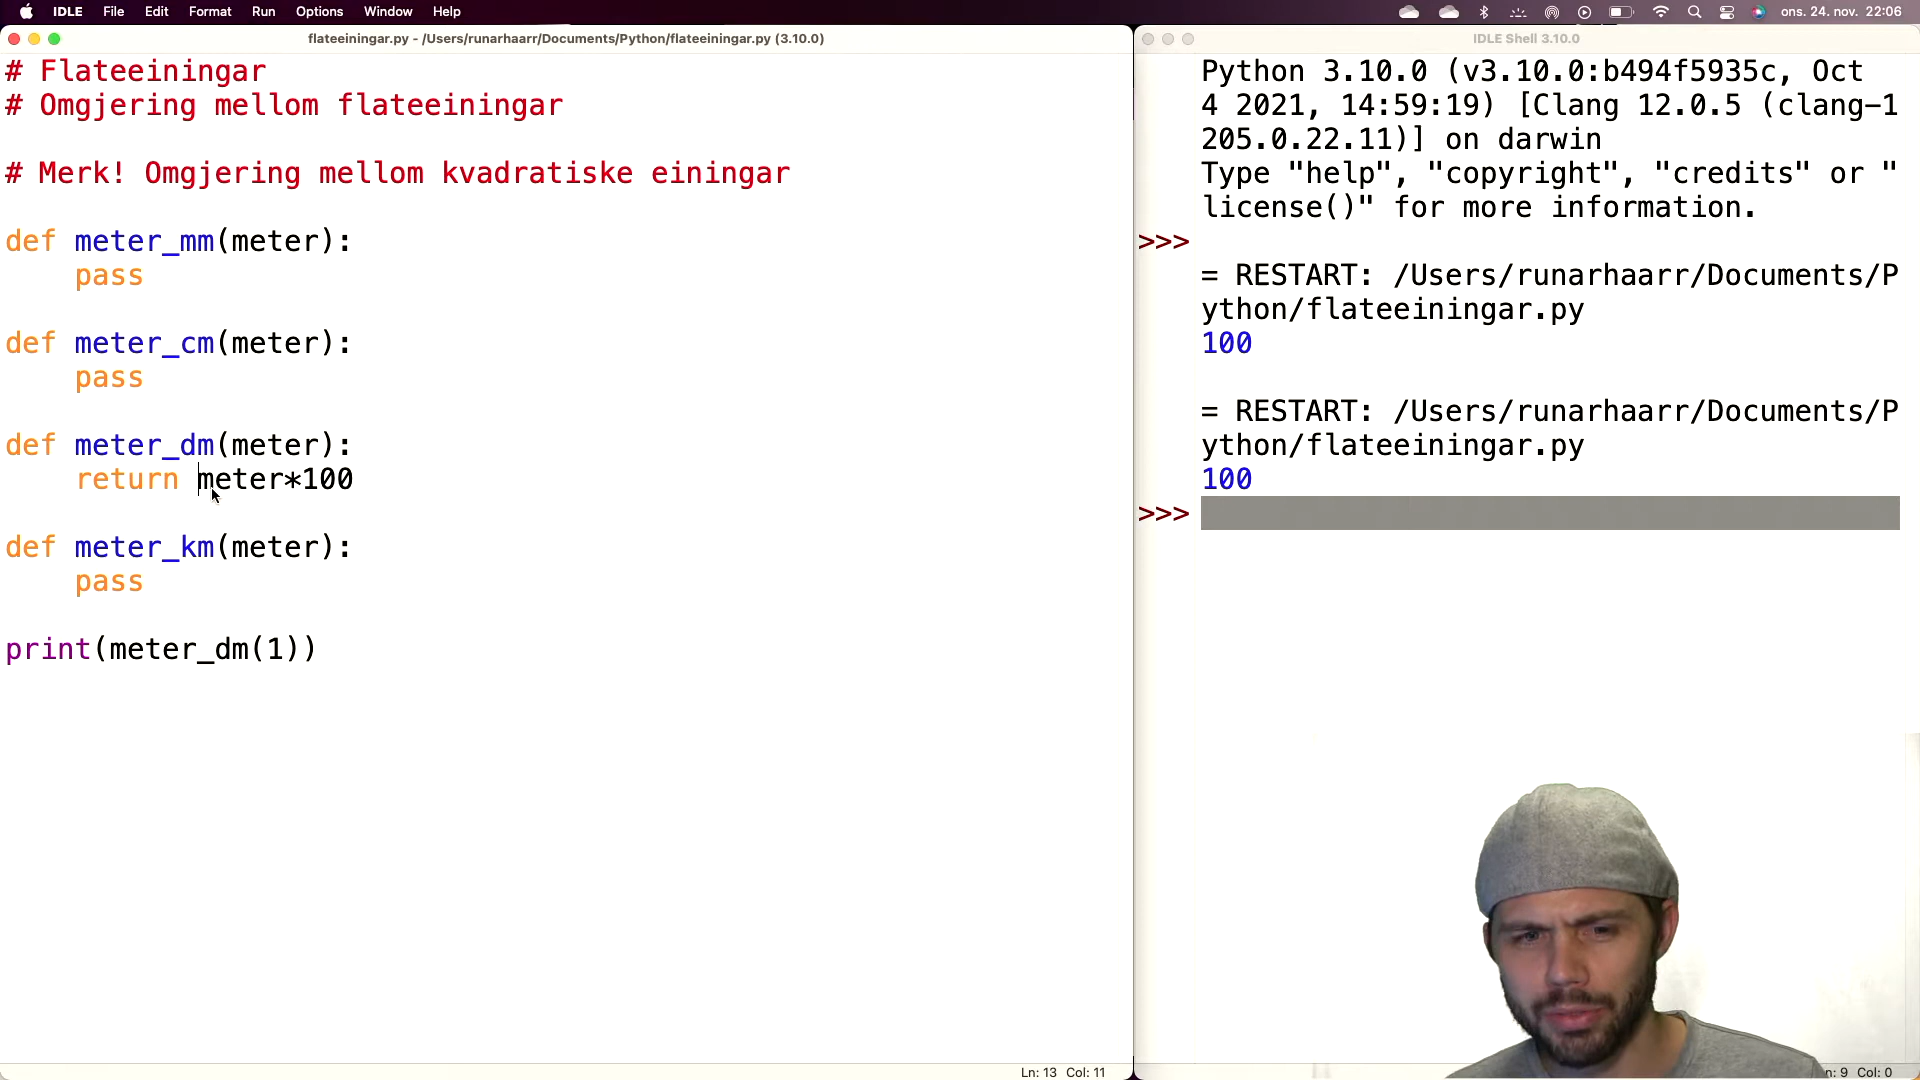 IDLE File Edit Format Run Options Window Help ons. 24. nov. 22:06
flateeiningar.py - /Users/runarhaarr/Documents/Python/flateeiningar.py (3.10.0)
# Flateeiningar
# Omgjering mellom flateeiningar
# Merk! Omgjering mellom kvadratiske einingar
def meter_mm(meter):
    pass
def meter_cm(meter):
    pass
def meter_dm(meter):
    return meter*100
def meter_km(meter):
    pass
print(meter_dm(1))
Ln: 13 Col: 11
IDLE Shell 3.10.0
Python 3.10.0 (v3.10.0:b494f5935c, Oct
4 2021, 14:59:19) [Clang 12.0.5 (clang-1
205.0.22.11)] on darwin
Type "help", "copyright", "credits" or "
license()" for more information.
>>>
= RESTART: /Users/runarhaarr/Documents/P
ython/flateeiningar.py
100
= RESTART: /Users/runarhaarr/Documents/P
ython/flateeiningar.py
100
>>>
n: 9 Col: 0